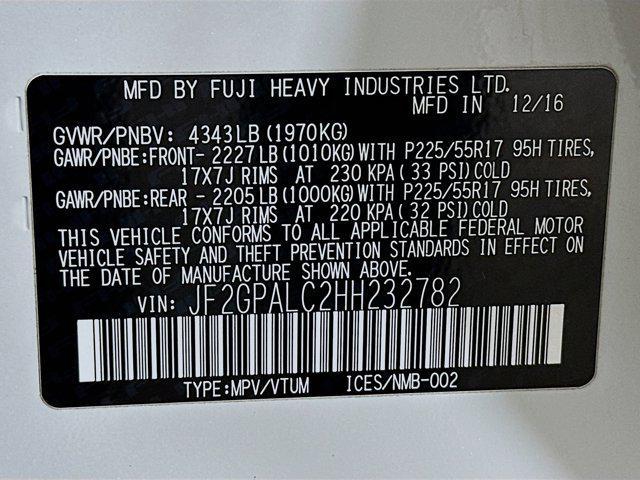 MFD BY FUJI HEAVY INDUSTRIES LTD.
MFD IN 12/16
GVWR/PNBV: 4343LB(1970KG)
GAWR/PNBE:FRONT- 2227LB(1010KG)WITH P225/55R17 95H TIRES,
17X7J RIMS AT 230 KPA(33 PSI)COLD
GAWR/PNBE:REAR - 2205LB(1000KG)WITH P225/55R17 95H TIRES,
17X7J RIMS AT 220 KPA(32 PSI)COLD
THIS VEHICLE CONFORMS TO ALL APPLICABLE FEDERAL MOTOR
VEHICLE SAFETY AND THEFT PREVENTION STANDARDS IN EFFECT ON
THE DATE OF MANUFACTURE SHOWN ABOVE.
VIN: JF2GPALC2HH232782
TYPE:MPV/VTUM ICES/NMB-002